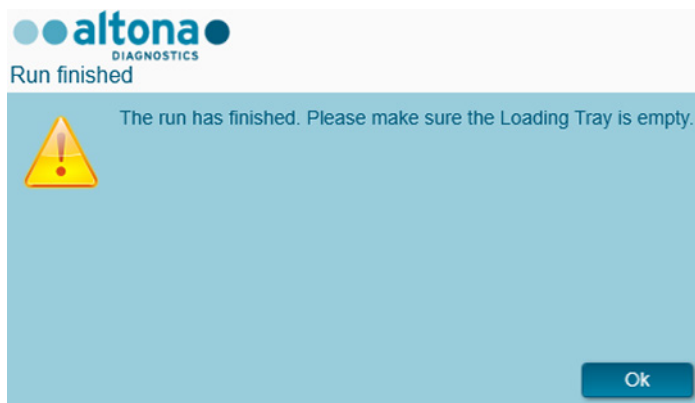 altona
DIAGNOSTICS
Run finished
The run has finished. Please make sure the Loading Tray is empty.
Ok